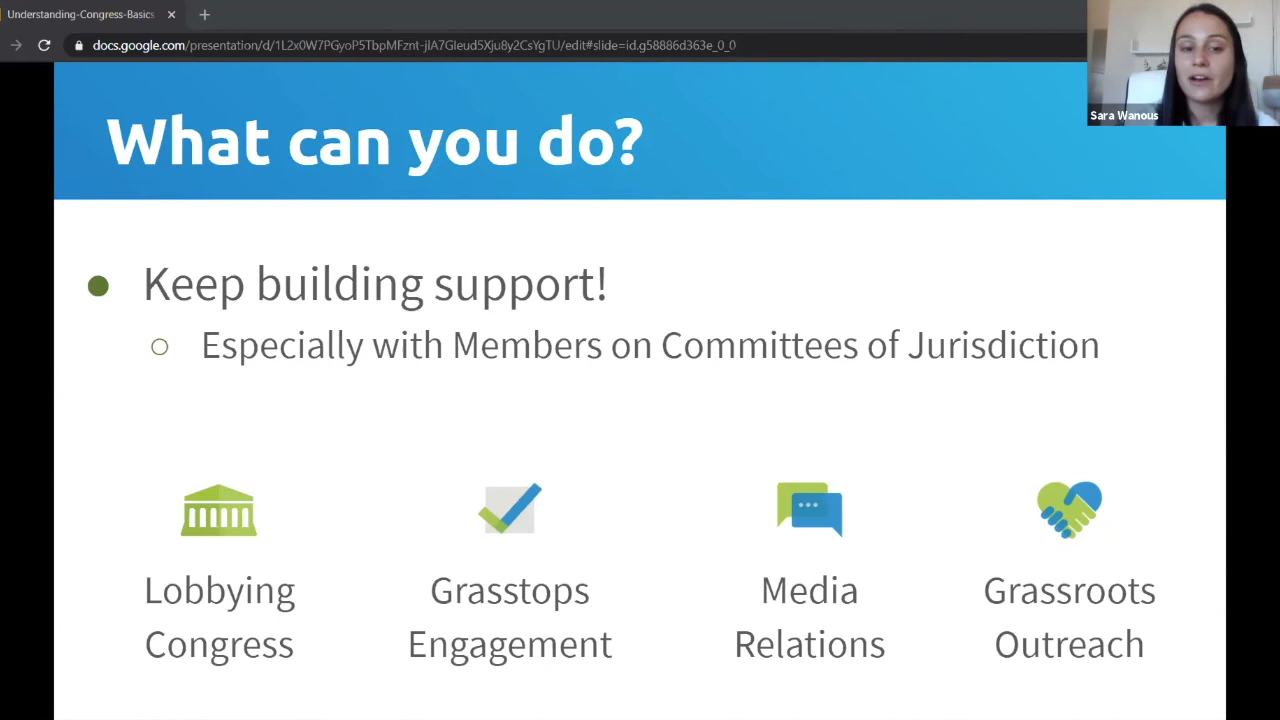 Understanding-Congress-Basics
docs.google.com/presentation/d/1L2x0W7PGyoP5TbpMFznt-jIA7Gleud5Xju8y2CsYgTU/edit#slide=id.g58886d363e_0_0
Sara Wanous
What can you do?
Keep building support!
Especially with Members on Committees of Jurisdiction
Lobbying
Congress
Grasstops
Engagement
Media
Relations
Grassroots
Outreach